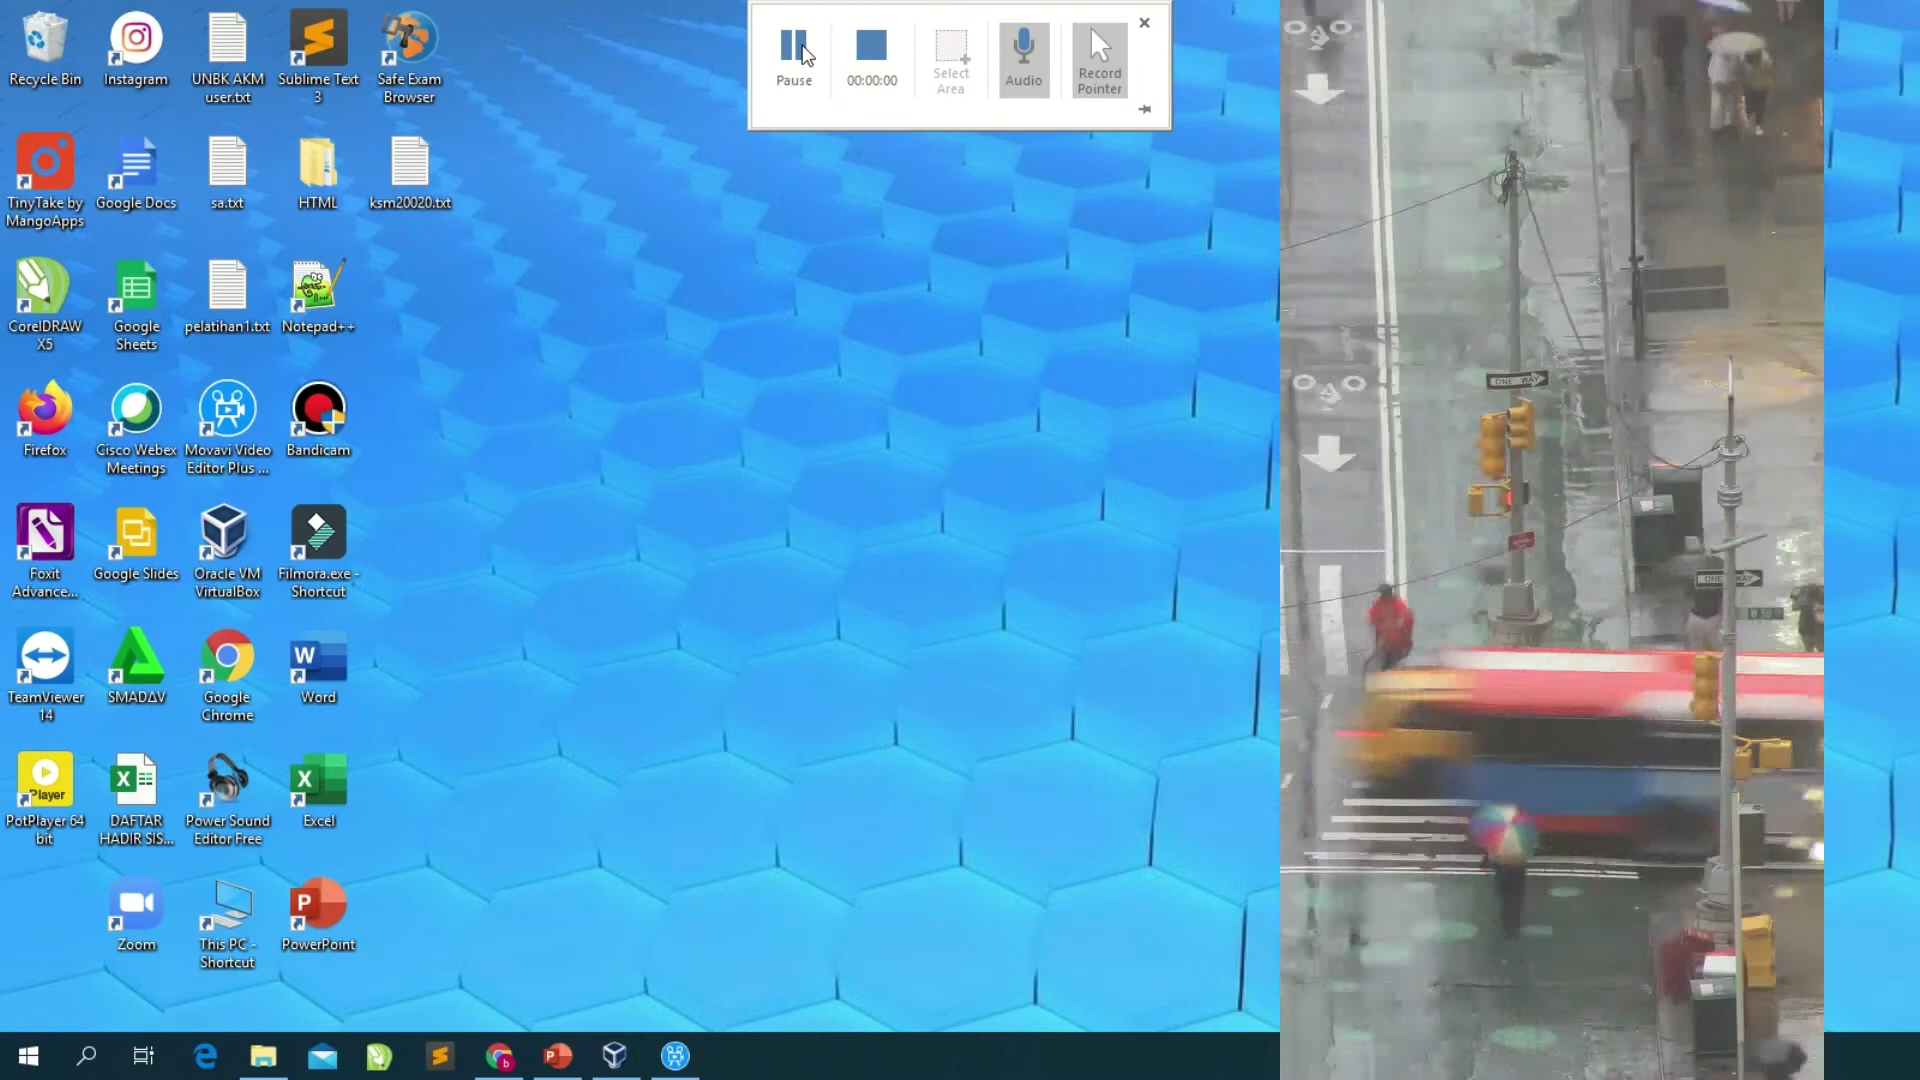 Pause
00:00:00
Select
Area
Audio
Record
Pointer
Recycle Bin
Instagram
UNBK AKM
user.txt
Sublime Text
3
Safe Exam
Browser
TinyTake by
MangoApps
Google Docs
sa.txt
HTML
ksm20020.txt
CorelDRAW
X5
Google
Sheets
pelatihan1.txt
Notepad++
Firefox
Cisco Webex
Meetings
Movavi Video
Editor Plus ...
Bandicam
Foxit
Advance...
Google Slides
Oracle VM
VirtualBox
Filmora.exe -
Shortcut
TeamViewer
14
SMADΔV
Google
Chrome
Word
Player
PotPlayer 64
bit
DAFTAR
HADIR SIS...
Power Sound
Editor Free
Excel
Zoom
This PC -
Shortcut
PowerPoint
ONE WAY
ONE WAY